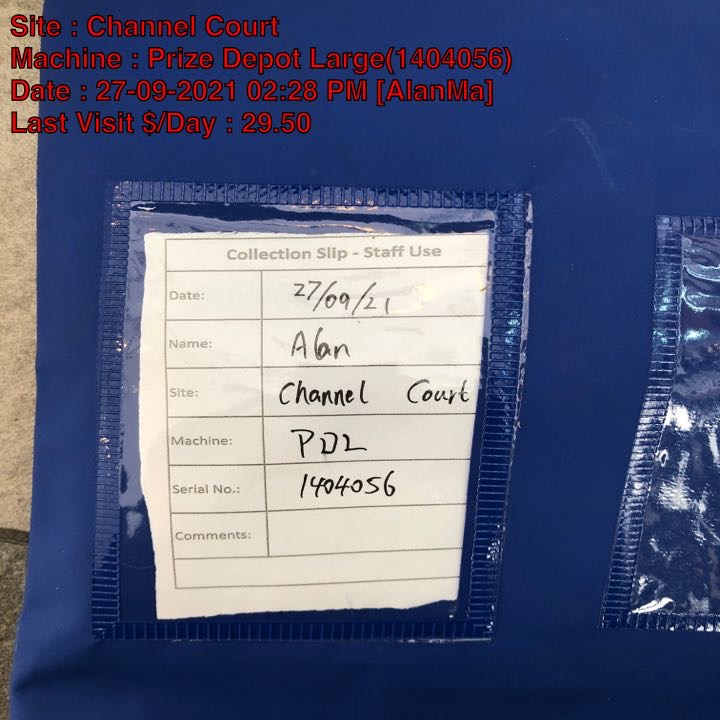 Site : Channel Court
Machine : Prize Depot Large(1404056)
Date : 27-09-2021 02:28 PM [AlanMa]
Last Visit $/Day : 29.50
Collection Slip - Staff Use
Date: 27/09/21
Name: Alan
Site: Channel Court
Machine: PDL
Serial No.: 1404056
Comments: